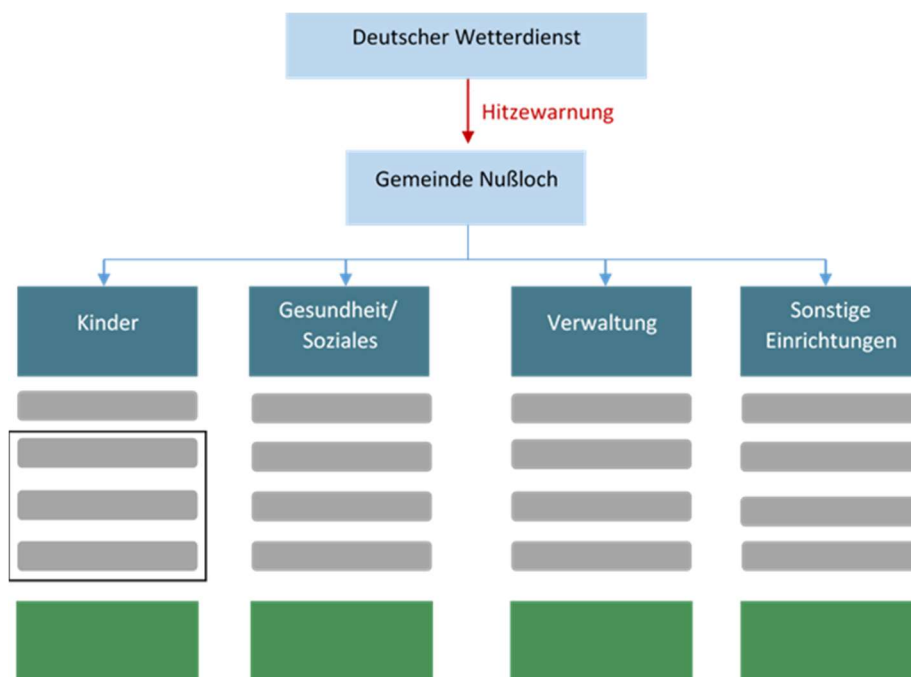 Deutscher Wetterdienst
Hitzewarnung
Gemeinde Nußloch
Kinder
Gesundheit/
Soziales
Verwaltung
Sonstige
Einrichtungen